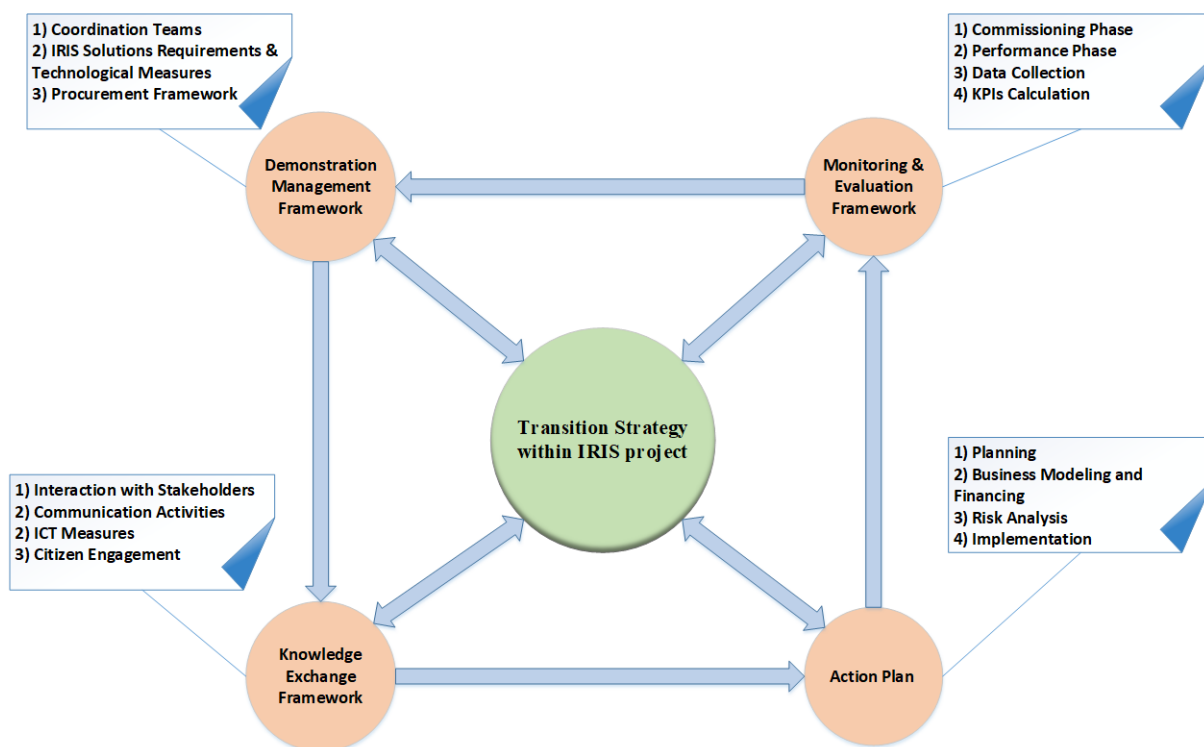 1) Coordination Teams
2) IRIS Solutions Requirements &
Technological Measures
3) Procurement Framework
1) Commissioning Phase
2) Performance Phase
3) Data Collection
4) KPIs Calculation
Demonstration
Management
Framework
Monitoring &
Evaluation
Framework
Transition Strategy
within IRIS project
1) Interaction with Stakeholders
2) Communication Activities
2) ICT Measures
3) Citizen Engagement
1) Planning
2) Business Modeling and
Financing
3) Risk Analysis
4) Implementation
Knowledge
Exchange
Framework
Action Plan